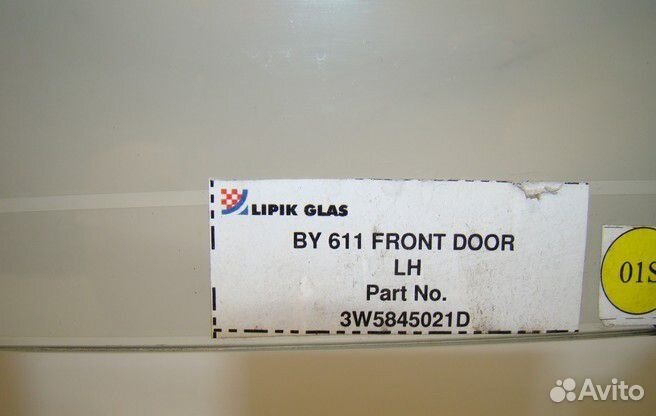 LIPIK GLAS
BY 611 FRONT DOOR
LH
Part No.
3W5845021D
01S
Avito